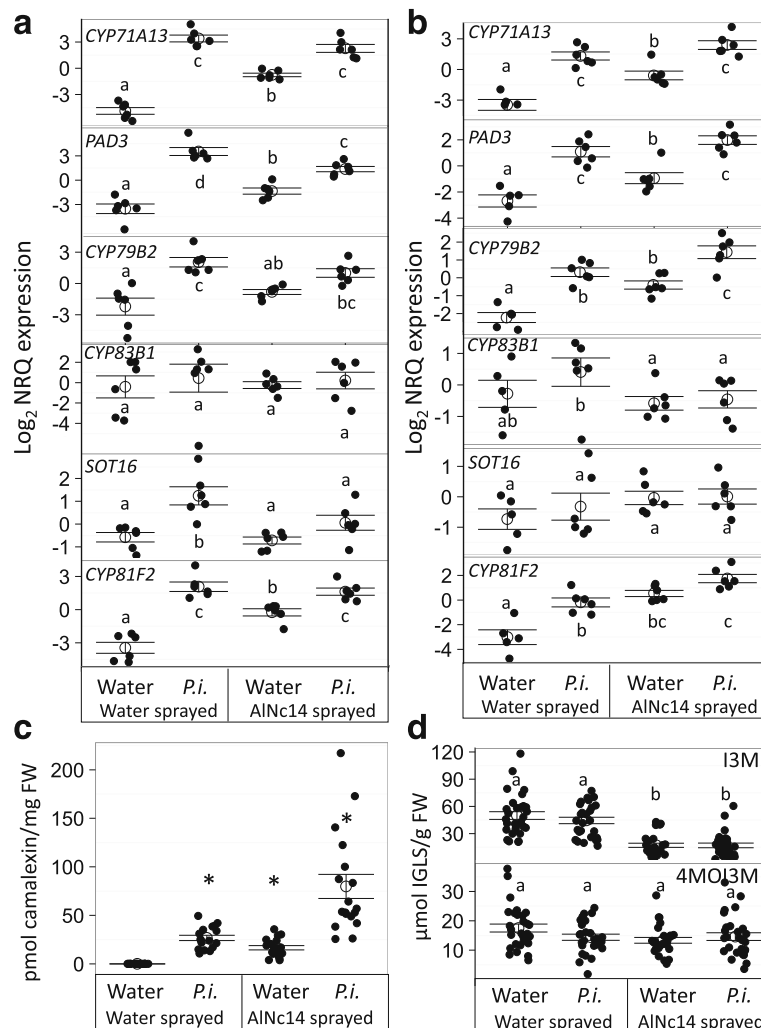 a
Log₂ NRQ expression
CYP71A13
3
0
-3
a
c
b
c
PAD3
3
0
-3
a
d
b
c
CYP79B2
3
0
-3
a
c
ab
bc
CYP83B1
2
0
-2
-4
a
a
a
a
SOT16
2
1
0
-1
a
b
a
a
CYP81F2
3
0
-3
a
c
b
c
Water P.i. Water P.i.
Water sprayed AlNc14 sprayed
b
Log₂ NRQ expression
CYP71A13
3
0
-3
a
c
b
c
PAD3
2
0
-2
-4
a
c
b
c
CYP79B2
2
1
0
-1
-2
a
b
b
c
CYP83B1
1
0
-1
ab
b
a
a
SOT16
1
0
-1
a
a
a
a
CYP81F2
2
0
-2
-4
a
b
bc
c
Water P.i. Water P.i.
Water sprayed AlNc14 sprayed
c
pmol camalexin/mg FW
200
150
100
50
0
*
*
*
Water P.i. Water P.i.
Water sprayed AlNc14 sprayed
d
μmol IGLS/g FW
I3M
120
90
60
30
a
a
b
b
4MOI3M
30
20
10
a
a
a
a
Water P.i. Water P.i.
Water sprayed AlNc14 sprayed